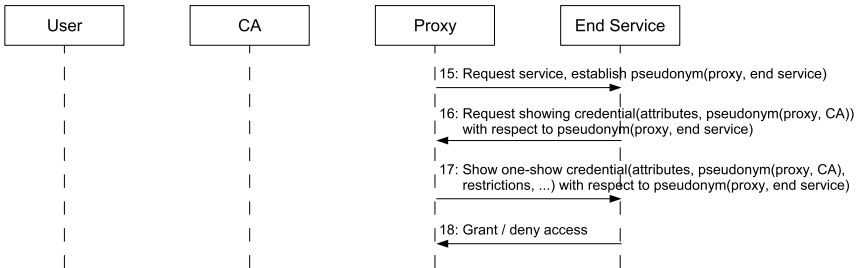 User
CA
Proxy
End Service
15: Request service, establish pseudonym(proxy, end service)
16: Request showing credential(attributes, pseudonym(proxy, CA))
with respect to pseudonym(proxy, end service)
17: Show one-show credential(attributes, pseudonym(proxy, CA),
restrictions, ...) with respect to pseudonym(proxy, end service)
18: Grant / deny access